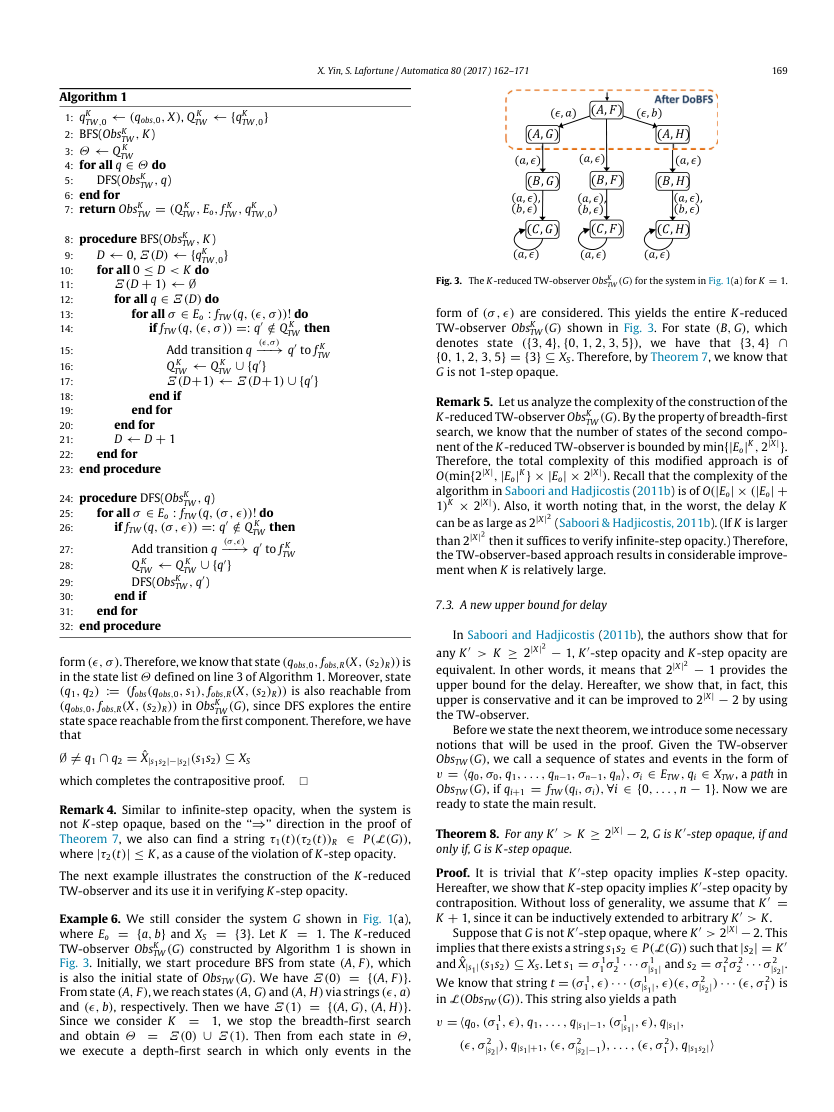 X. Yin, S. Lafortune / Automatica 80 (2017) 162–171
169
Algorithm 1
1: q^K_{TW,0} ← (q_{obs,0}, X), Q^K_{TW} ← {q^K_{TW,0}}
2: BFS(Obs^K_{TW}, K)
3: Θ ← Q^K_{TW}
4: for all q ∈ Θ do
5: DFS(Obs^K_{TW}, q)
6: end for
7: return Obs^K_{TW} = (Q^K_{TW}, E_o, f^K_{TW}, q^K_{TW,0})
8: procedure BFS(Obs^K_{TW}, K)
9: D ← 0, Ξ(D) ← {q^K_{TW,0}}
10: for all 0 ≤ D < K do
11: Ξ(D + 1) ← ∅
12: for all q ∈ Ξ(D) do
13: for all σ ∈ E_o : f_{TW}(q, (ϵ, σ))! do
14: if f_{TW}(q, (ϵ, σ)) =: q′ ∉ Q^K_{TW} then
15: Add transition q —(ϵ,σ)→ q′ to f^K_{TW}
16: Q^K_{TW} ← Q^K_{TW} ∪ {q′}
17: Ξ(D+1) ← Ξ(D+1) ∪ {q′}
18: end if
19: end for
20: end for
21: D ← D + 1
22: end for
23: end procedure
24: procedure DFS(Obs^K_{TW}, q)
25: for all σ ∈ E_o : f_{TW}(q, (σ, ϵ))! do
26: if f_{TW}(q, (σ, ϵ)) =: q′ ∉ Q^K_{TW} then
27: Add transition q —(σ,ϵ)→ q′ to f^K_{TW}
28: Q^K_{TW} ← Q^K_{TW} ∪ {q′}
29: DFS(Obs^K_{TW}, q′)
30: end if
31: end for
32: end procedure
form (ϵ, σ). Therefore, we know that state (q_{obs,0}, f_{obs,R}(X, (s_2)_R)) is
in the state list Θ defined on line 3 of Algorithm 1. Moreover, state
(q_1, q_2) := (f_{obs}(q_{obs,0}, s_1), f_{obs,R}(X, (s_2)_R)) is also reachable from
(q_{obs,0}, f_{obs,R}(X, (s_2)_R)) in Obs^K_{TW}(G), since DFS explores the entire
state space reachable from the first component. Therefore, we have
that
∅ ≠ q_1 ∩ q_2 = X̂_{|s_1s_2|−|s_2|}(s_1s_2) ⊆ X_S
which completes the contrapositive proof. □
Remark 4. Similar to infinite-step opacity, when the system is
not K-step opaque, based on the “⇒” direction in the proof of
Theorem 7, we also can find a string τ_1(t)(τ_2(t))_R ∈ P(ℒ(G)),
where |τ_2(t)| ≤ K, as a cause of the violation of K-step opacity.
The next example illustrates the construction of the K-reduced
TW-observer and its use it in verifying K-step opacity.
Example 6. We still consider the system G shown in Fig. 1(a),
where E_o = {a, b} and X_S = {3}. Let K = 1. The K-reduced
TW-observer Obs^K_{TW}(G) constructed by Algorithm 1 is shown in
Fig. 3. Initially, we start procedure BFS from state (A, F), which
is also the initial state of Obs_{TW}(G). We have Ξ(0) = {(A, F)}.
From state (A, F), we reach states (A, G) and (A, H) via strings (ϵ, a)
and (ϵ, b), respectively. Then we have Ξ(1) = {(A, G), (A, H)}.
Since we consider K = 1, we stop the breadth-first search
and obtain Θ = Ξ(0) ∪ Ξ(1). Then from each state in Θ,
we execute a depth-first search in which only events in the
After DoBFS
(A, F)
(ϵ, a)
(ϵ, b)
(A, G)
(A, H)
(a, ϵ)
(a, ϵ)
(a, ϵ)
(B, G)
(B, F)
(B, H)
(a, ϵ),
(b, ϵ)
(a, ϵ),
(b, ϵ)
(a, ϵ),
(b, ϵ)
(C, G)
(C, F)
(C, H)
(a, ϵ)
(a, ϵ)
(a, ϵ)
Fig. 3. The K-reduced TW-observer Obs^K_{TW}(G) for the system in Fig. 1(a) for K = 1.
form of (σ, ϵ) are considered. This yields the entire K-reduced
TW-observer Obs^K_{TW}(G) shown in Fig. 3. For state (B, G), which
denotes state ({3, 4}, {0, 1, 2, 3, 5}), we have that {3, 4} ∩
{0, 1, 2, 3, 5} = {3} ⊆ X_S. Therefore, by Theorem 7, we know that
G is not 1-step opaque.
Remark 5. Let us analyze the complexity of the construction of the
K-reduced TW-observer Obs^K_{TW}(G). By the property of breadth-first
search, we know that the number of states of the second compo-
nent of the K-reduced TW-observer is bounded by min{|E_o|^K, 2^{|X|}}.
Therefore, the total complexity of this modified approach is of
O(min{2^{|X|}, |E_o|^K} × |E_o| × 2^{|X|}). Recall that the complexity of the
algorithm in Saboori and Hadjicostis (2011b) is of O(|E_o| × (|E_o| +
1)^K × 2^{|X|}). Also, it worth noting that, in the worst, the delay K
can be as large as 2^{|X|^2} (Saboori & Hadjicostis, 2011b). (If K is larger
than 2^{|X|^2} then it suffices to verify infinite-step opacity.) Therefore,
the TW-observer-based approach results in considerable improve-
ment when K is relatively large.
7.3. A new upper bound for delay
In Saboori and Hadjicostis (2011b), the authors show that for
any K′ > K ≥ 2^{|X|^2} − 1, K′-step opacity and K-step opacity are
equivalent. In other words, it means that 2^{|X|^2} − 1 provides the
upper bound for the delay. Hereafter, we show that, in fact, this
upper is conservative and it can be improved to 2^{|X|} − 2 by using
the TW-observer.
Before we state the next theorem, we introduce some necessary
notions that will be used in the proof. Given the TW-observer
Obs_{TW}(G), we call a sequence of states and events in the form of
υ = ⟨q_0, σ_0, q_1, . . . , q_{n−1}, σ_{n−1}, q_n⟩, σ_i ∈ E_{TW}, q_i ∈ X_{TW}, a path in
Obs_{TW}(G), if q_{i+1} = f_{TW}(q_i, σ_i), ∀i ∈ {0, . . . , n − 1}. Now we are
ready to state the main result.
Theorem 8. For any K′ > K ≥ 2^{|X|} − 2, G is K′-step opaque, if and
only if, G is K-step opaque.
Proof. It is trivial that K′-step opacity implies K-step opacity.
Hereafter, we show that K-step opacity implies K′-step opacity by
contraposition. Without loss of generality, we assume that K′ =
K + 1, since it can be inductively extended to arbitrary K′ > K.
Suppose that G is not K′-step opaque, where K′ > 2^{|X|} − 2. This
implies that there exists a string s_1s_2 ∈ P(ℒ(G)) such that |s_2| = K′
and X̂_{|s_1|}(s_1s_2) ⊆ X_S. Let s_1 = σ^1_1σ^1_2 · · · σ^1_{|s_1|} and s_2 = σ^2_1σ^2_2 · · · σ^2_{|s_2|}.
We know that string t = (σ^1_1, ϵ) · · · (σ^1_{|s_1|}, ϵ)(ϵ, σ^2_{|s_2|}) · · · (ϵ, σ^2_1) is
in ℒ(Obs_{TW}(G)). This string also yields a path
υ = ⟨q_0, (σ^1_1, ϵ), q_1, . . . , q_{|s_1|−1}, (σ^1_{|s_1|}, ϵ), q_{|s_1|},
(ϵ, σ^2_{|s_2|}), q_{|s_1|+1}, (ϵ, σ^2_{|s_2|−1}), . . . , (ϵ, σ^2_1), q_{|s_1s_2|}⟩